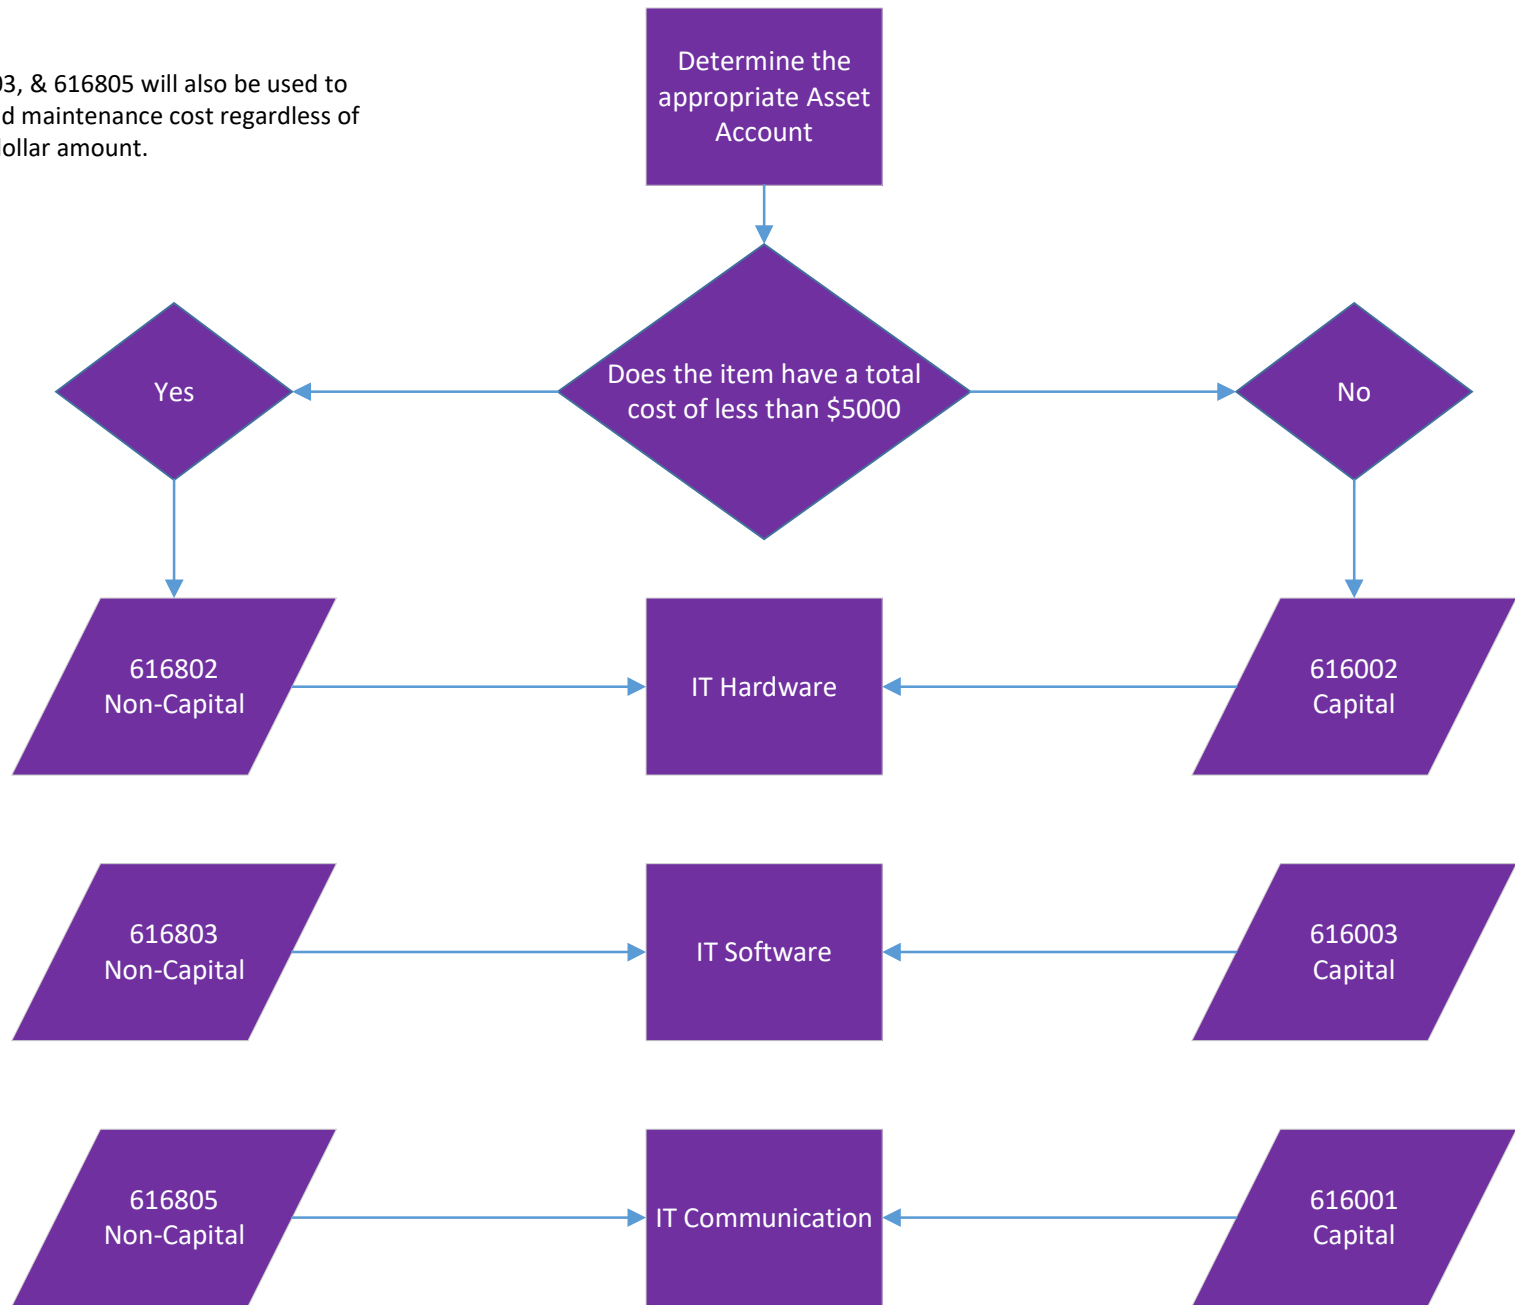 03, & 616805 will also be used to
maintenance cost regardless of
dollar amount.
Determine the
appropriate Asset
Account
Does the item have a total
cost of less than $5000
Yes
No
616802
Non-Capital
IT Hardware
616002
Capital
616803
Non-Capital
IT Software
616003
Capital
616805
Non-Capital
IT Communication
616001
Capital